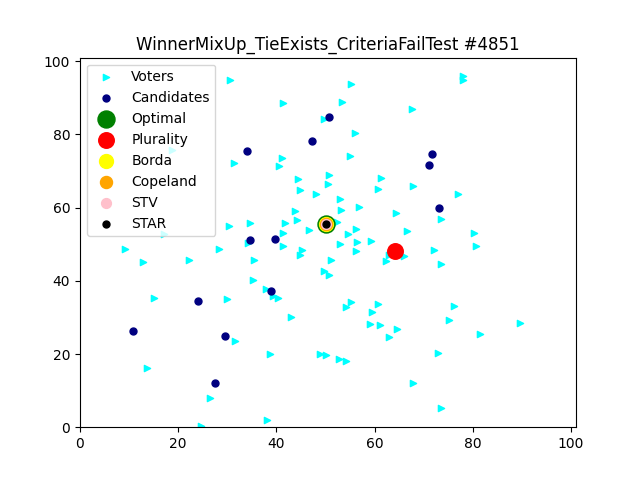 WinnerMixUp_TieExists_CriteriaFailTest #4851
100
80
60
40
20
0
Voters
Candidates
Optimal
Plurality
Borda
Copeland
STV
STAR
0 20 40 60 80 100